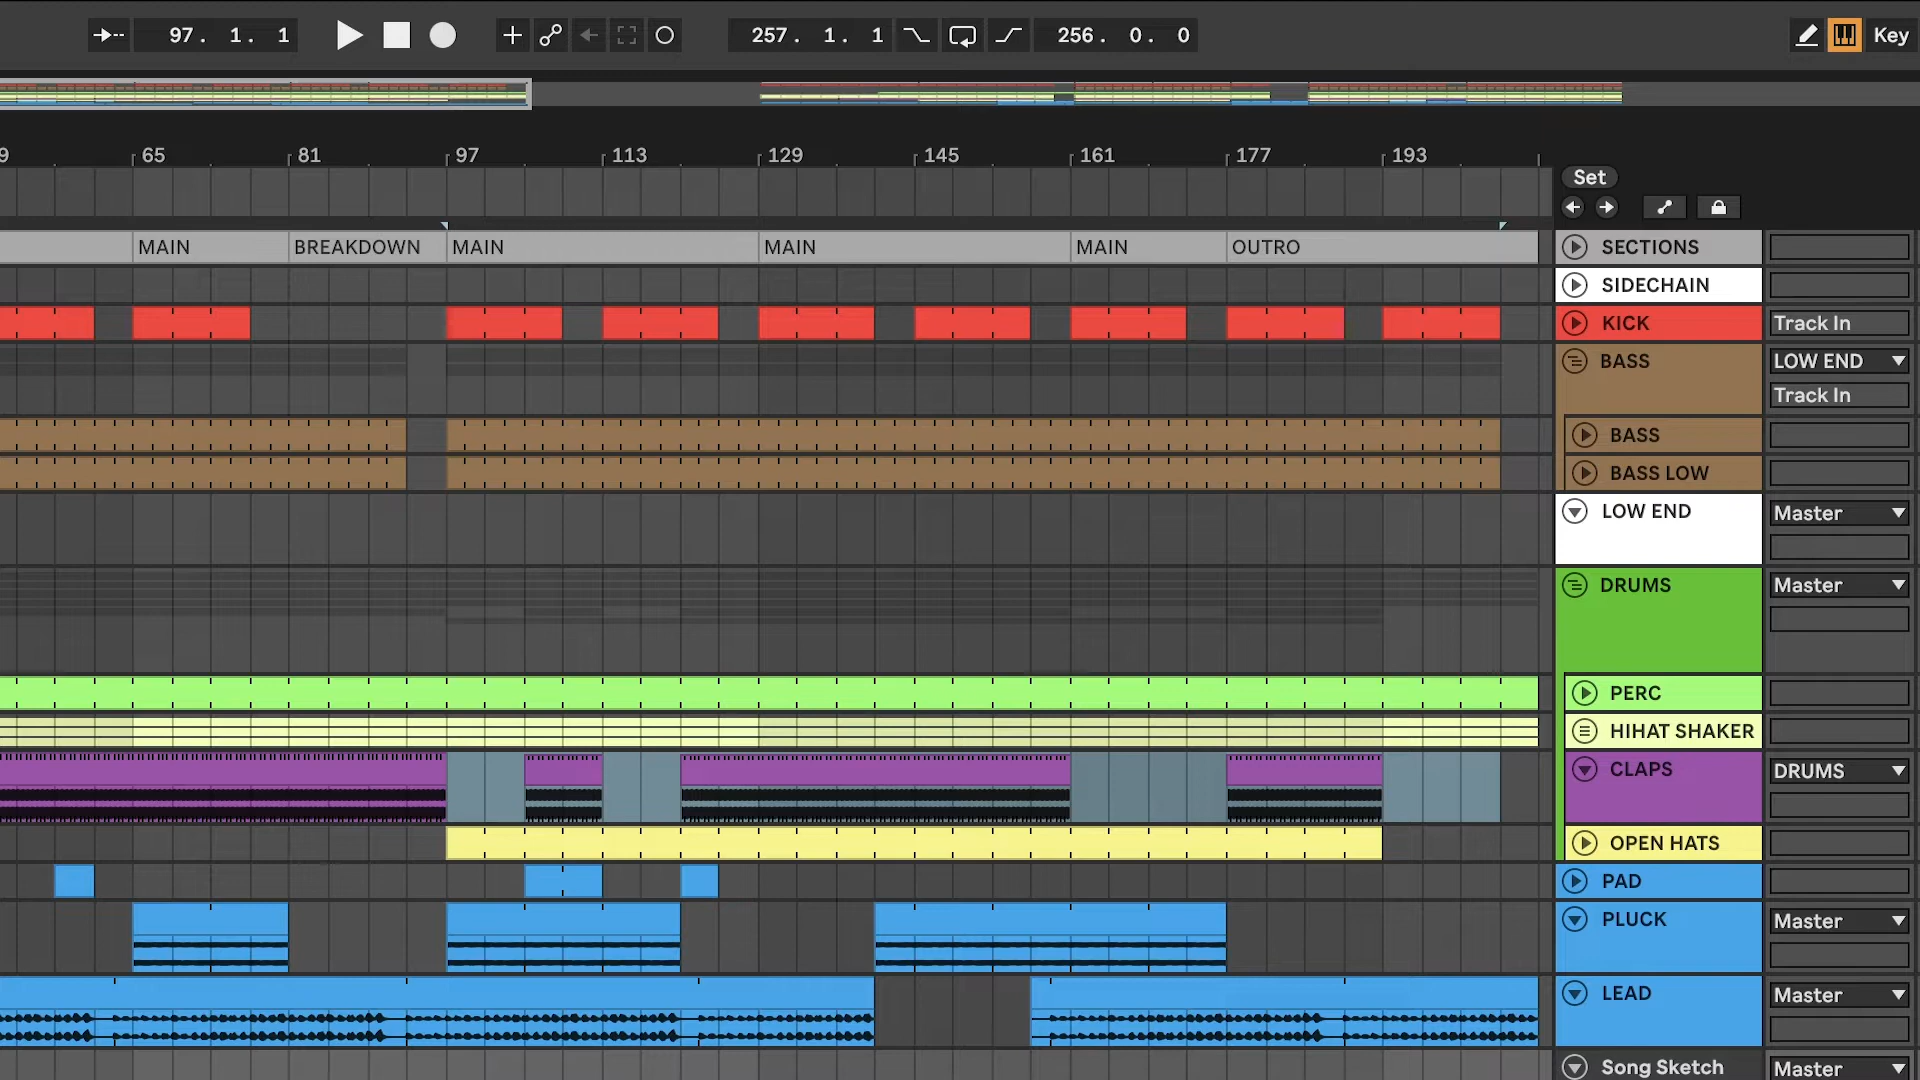 97. 1. 1
257. 1. 1
256. 0. 0
Key
9 65 81 97 113 129 145 161 177 193
Set
MAIN BREAKDOWN MAIN MAIN MAIN OUTRO SECTIONS
SIDECHAIN
KICK Track In
BASS LOW END
Track In
BASS
BASS LOW
LOW END Master
DRUMS Master
PERC
HIHAT SHAKER
CLAPS DRUMS
OPEN HATS
PAD
PLUCK Master
LEAD Master
Song Sketch Master